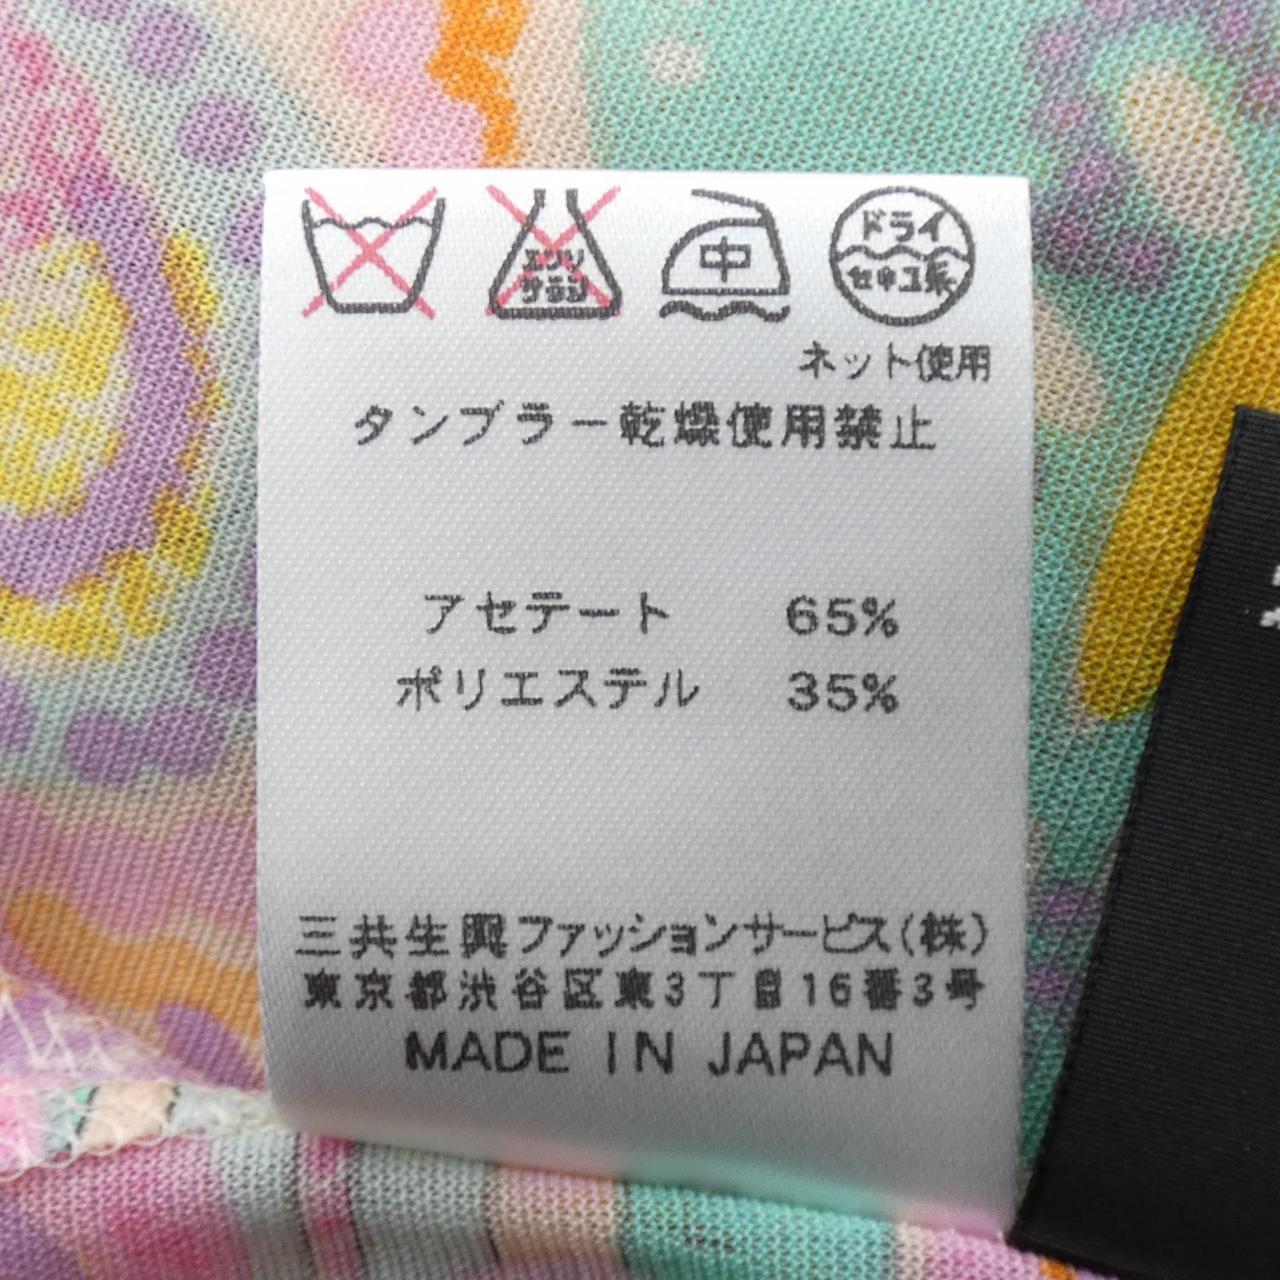 エンソ
サラシ
中
ドライ
セキユ系
ネット使用
タンブラー乾燥使用禁止
アセテート 65%
ポリエステル 35%
三共生興ファッションサービス(株)
東京都渋谷区東3丁目16番3号
MADE IN JAPAN